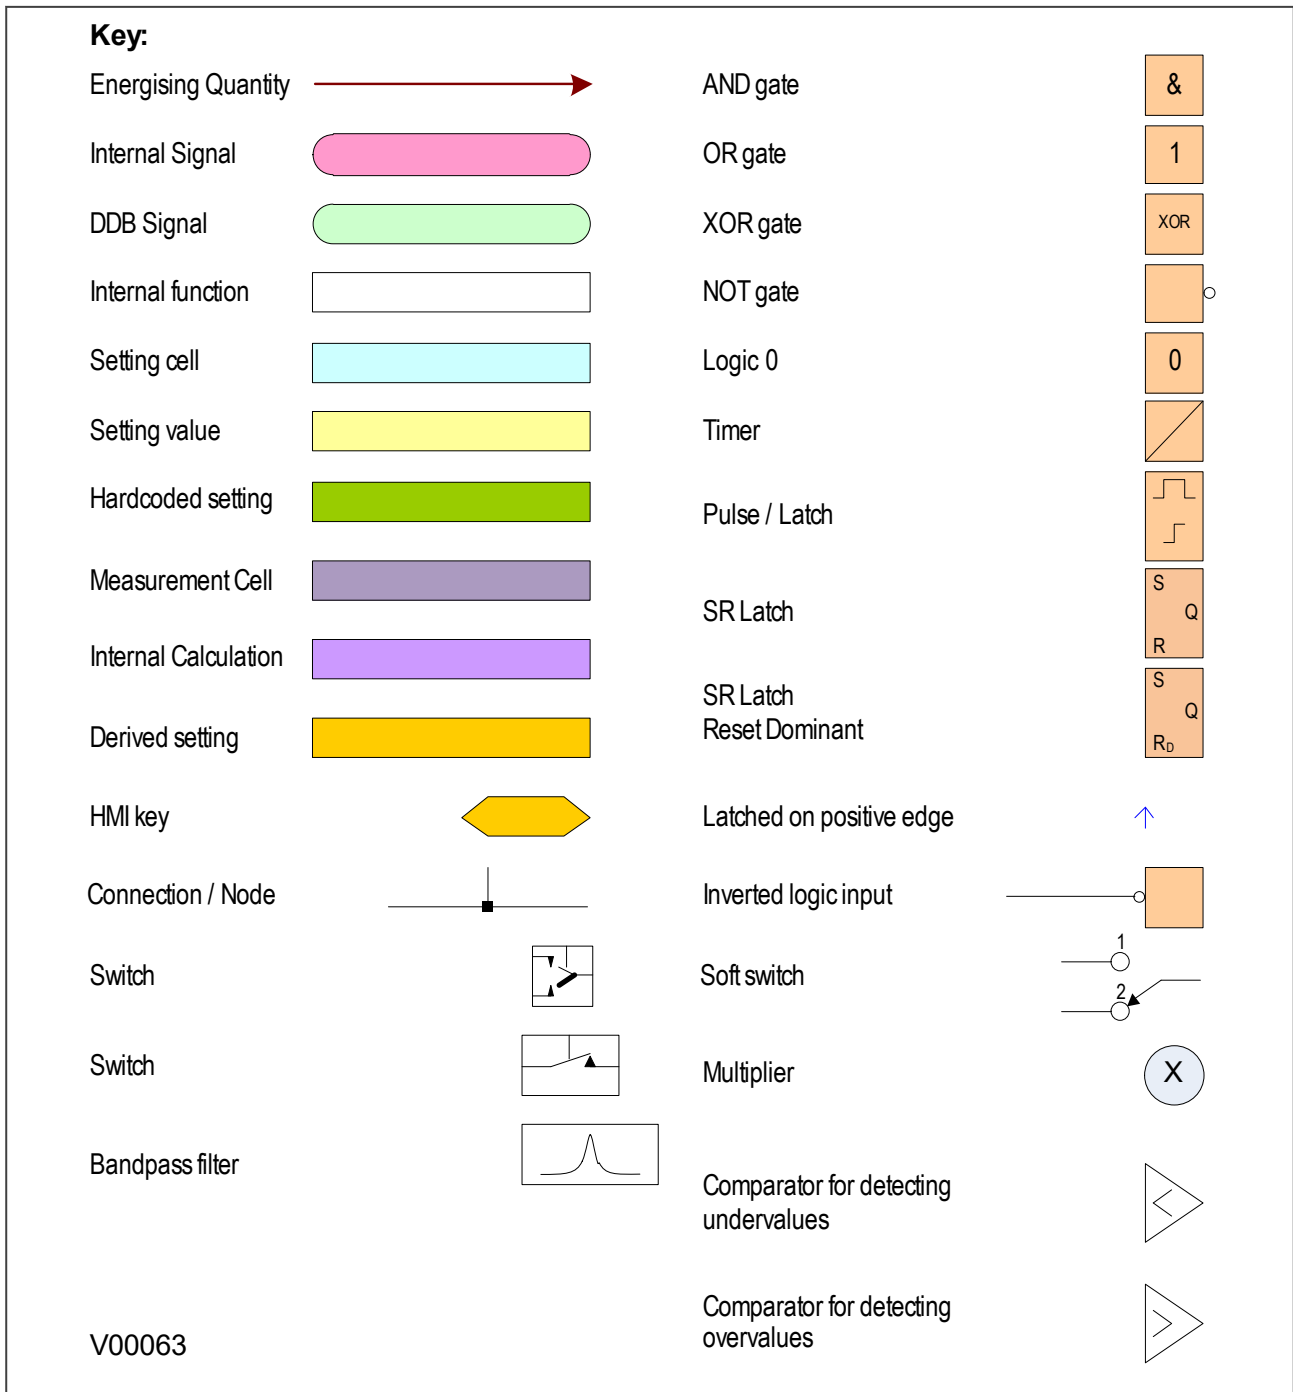 Key:
Energising Quantity
Internal Signal
DDB Signal
Internal function
Setting cell
Setting value
Hardcoded setting
Measurement Cell
Internal Calculation
Derived setting
HMI key
Connection / Node
Switch
Switch
Bandpass filter
V00063
AND gate
&
OR gate
1
XOR gate
XOR
NOT gate
Logic 0
0
Timer
Pulse / Latch
SR Latch
S
Q
R
SR Latch
Reset Dominant
S
Q
RD
Latched on positive edge
Inverted logic input
Soft switch
1
2
Multiplier
X
Comparator for detecting
undervalues
<
Comparator for detecting
overvalues
>